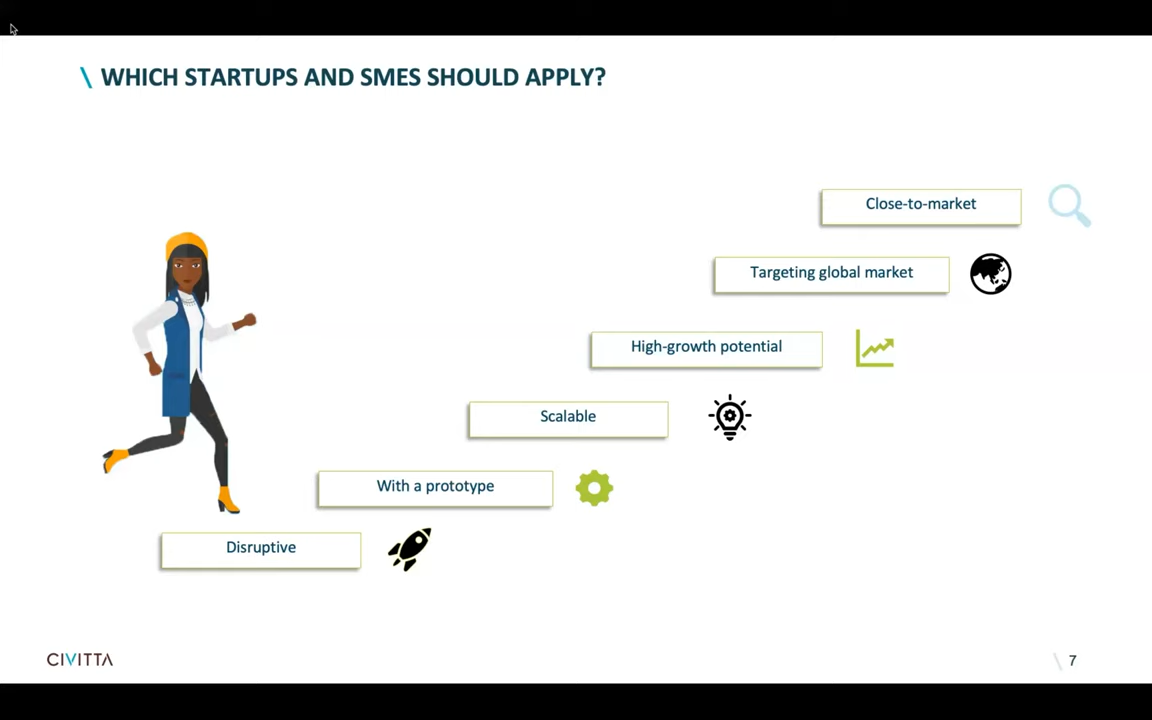 \ WHICH STARTUPS AND SMES SHOULD APPLY?
Close-to-market
Targeting global market
High-growth potential
Scalable
With a prototype
Disruptive
CIVITTA
\ 7